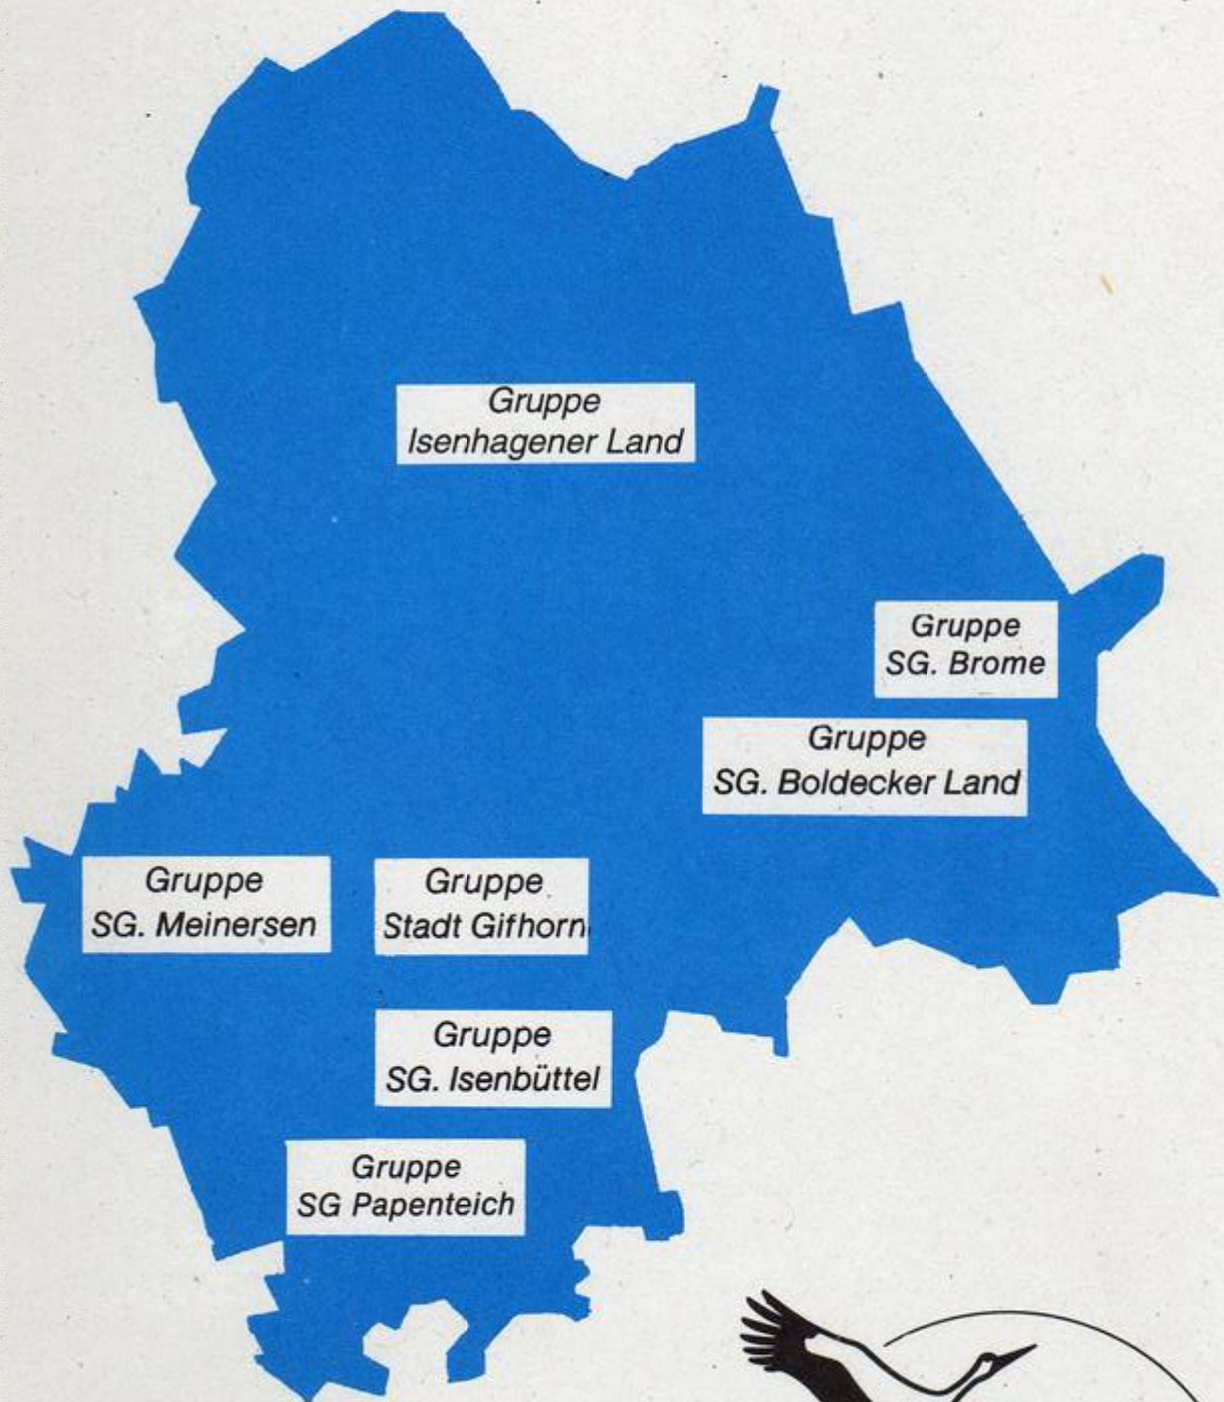 Gruppe
Isenhagener Land
Gruppe
SG. Brome
Gruppe
SG. Boldecker Land
Gruppe
SG. Meinersen
Gruppe
Stadt Gifhorn
Gruppe
SG. Isenbüttel
Gruppe
SG Papenteich